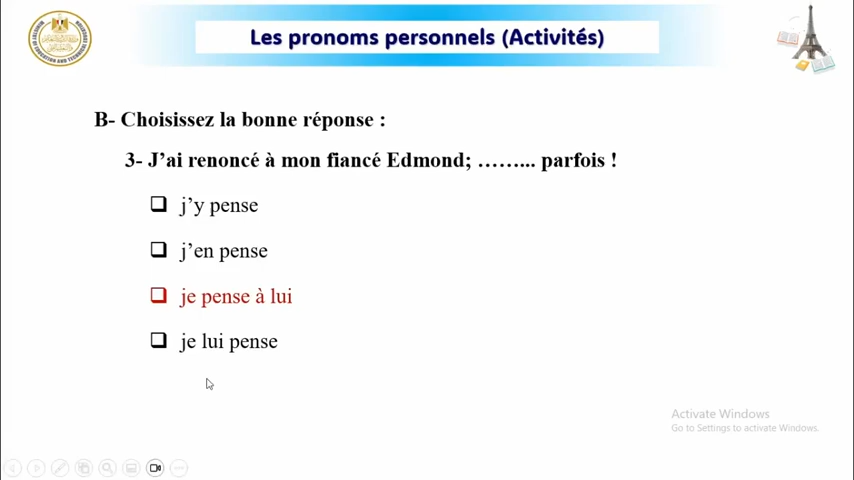 Les pronoms personnels (Activités)
B- Choisissez la bonne réponse :
3- J’ai renoncé à mon fiancé Edmond; ……... parfois !
❑ j’y pense
❑ j’en pense
❑ je pense à lui
❑ je lui pense
Activate Windows
Go to Settings to activate Windows.